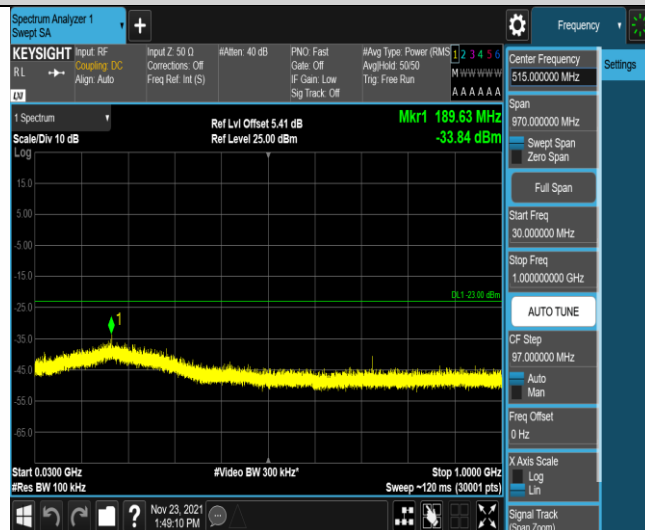 Spectrum Analyzer 1
Swept SA
Frequency
KEYSIGHT
Input: RF
Coupling: DC
Align: Auto
Input Z: 50 Ω
Corrections: Off
Freq Ref: Int (S)
#Atten: 40 dB
PNO: Fast
Gate: Off
IF Gain: Low
Sig Track: Off
#Avg Type: Power (RMS
Avg|Hold: 50/50
Trig: Free Run
1 2 3 4 5 6
M W W W W W
A A A A A A
R L
LXI
1 Spectrum
Scale/Div 10 dB
Log
Ref Lvl Offset 5.41 dB
Ref Level 25.00 dBm
Mkr1 189.63 MHz
-33.84 dBm
15.0
5.00
-5.00
-15.0
-25.0
-35.0
-45.0
-55.0
-65.0
DL1 -23.00 dBm
1
Start 0.0300 GHz
#Res BW 100 kHz
#Video BW 300 kHz*
Stop 1.0000 GHz
Sweep ~120 ms (30001 pts)
Nov 23, 2021
1:49:10 PM
Center Frequency
515.000000 MHz
Settings
Span
970.000000 MHz
Swept Span
Zero Span
Full Span
Start Freq
30.000000 MHz
Stop Freq
1.000000000 GHz
AUTO TUNE
CF Step
97.000000 MHz
Auto
Man
Freq Offset
0 Hz
X Axis Scale
Log
Lin
Signal Track
(Span Zoom)